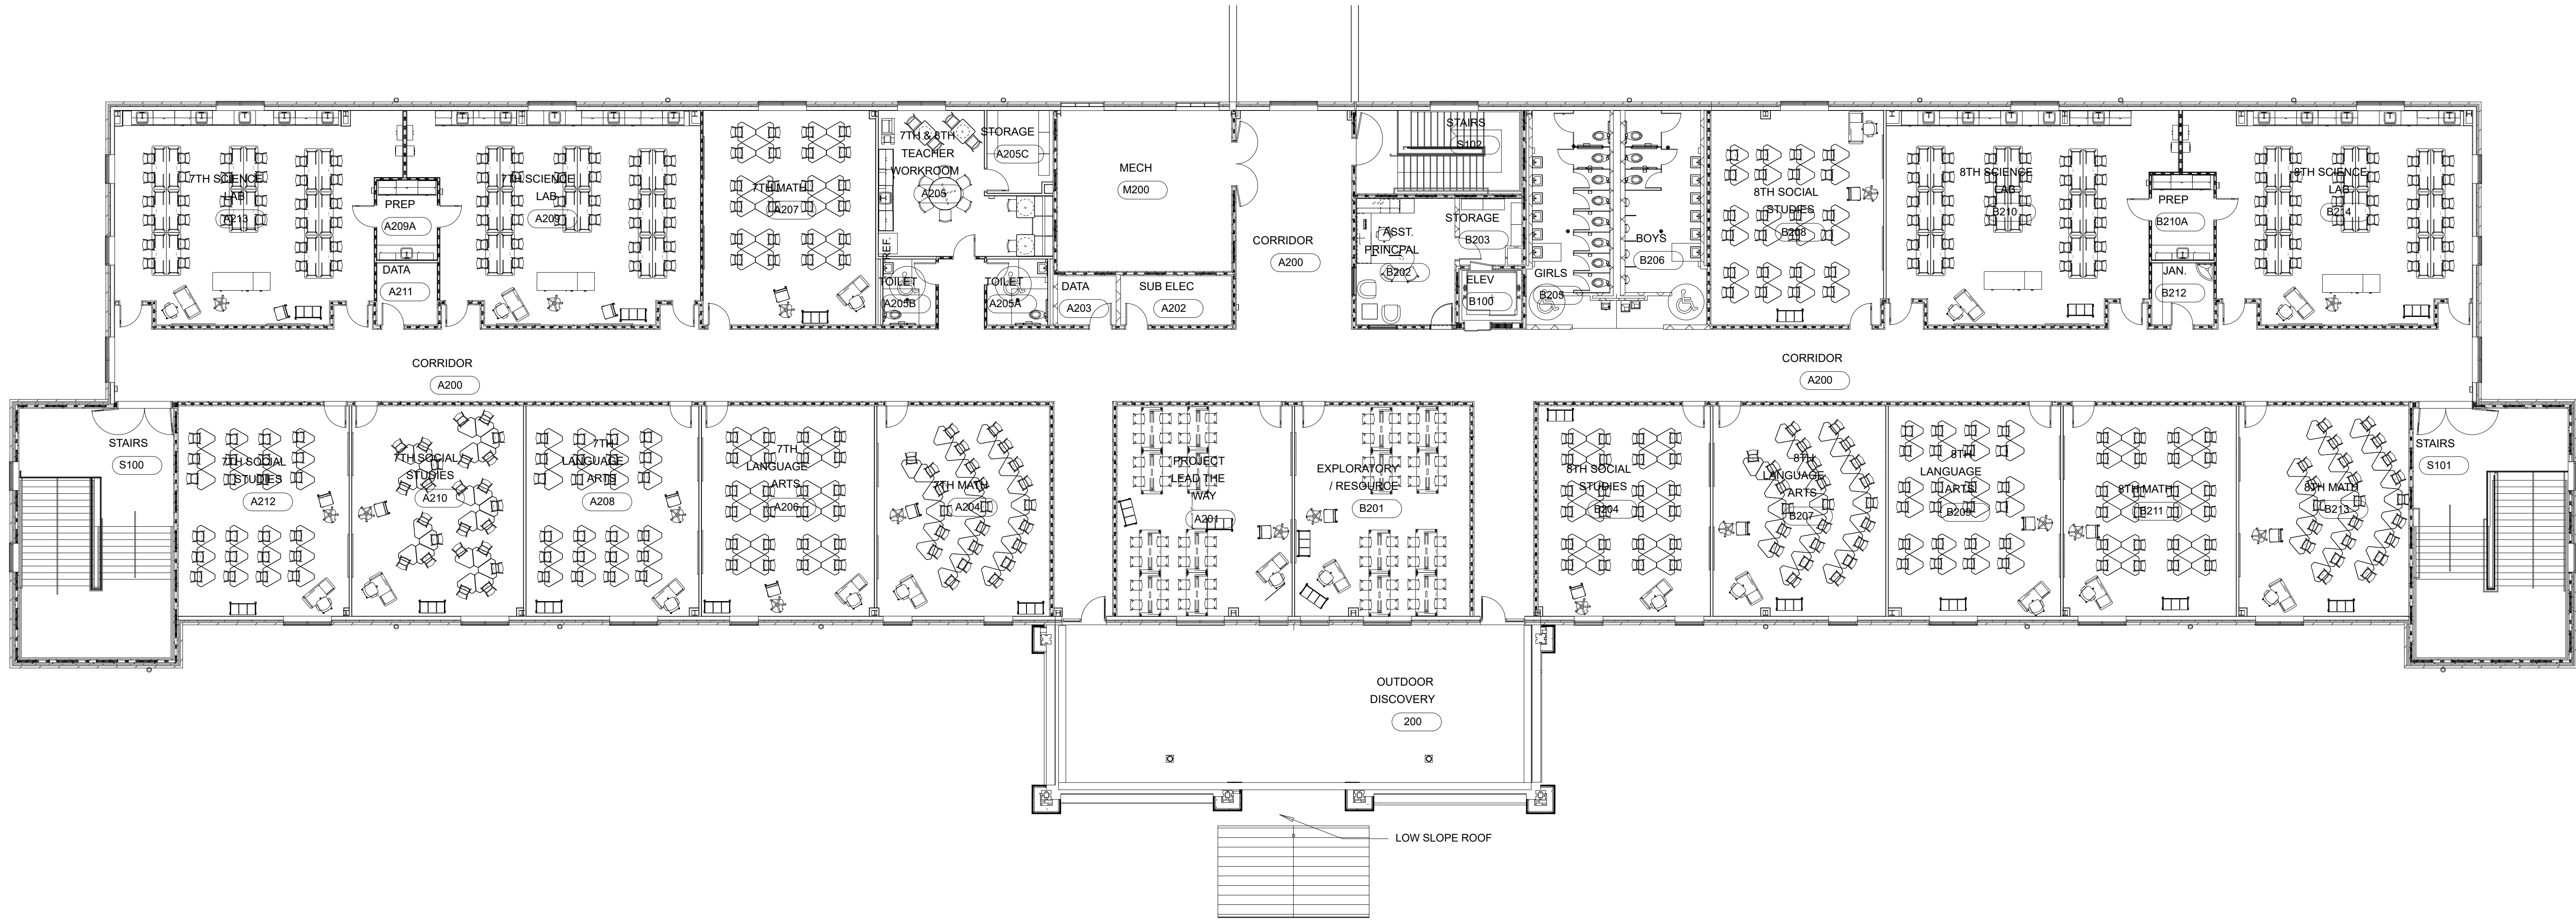 7TH SCIENCE
LAB
A213
PREP
A209A
DATA
A211
7TH SCIENCE
LAB
A209
7TH MATH
A207
7TH & 8TH
TEACHER
WORKROOM
A205
REF.
STORAGE
A205C
TOILET
A205B
TOILET
A205A
MECH
M200
DATA
A203
SUB ELEC
A202
CORRIDOR
A200
STAIRS
S102
ASST.
PRINCPAL
B202
STORAGE
B203
ELEV
B100
GIRLS
B205
BOYS
B206
8TH SOCIAL
STUDIES
B208
8TH SCIENCE
LAB
B210
PREP
B210A
JAN.
B212
8TH SCIENCE
LAB
B214
CORRIDOR
A200
CORRIDOR
A200
STAIRS
S100
7TH SOCIAL
STUDIES
A212
7TH SOCIAL
STUDIES
A210
7TH
LANGUAGE
ARTS
A208
7TH
LANGUAGE
ARTS
A206
7TH MATH
A204
PROJECT
LEAD THE
WAY
A201
EXPLORATORY
/ RESOURCE
B201
8TH SOCIAL
STUDIES
B204
8TH
LANGUAGE
ARTS
B207
8TH
LANGUAGE
ARTS
B209
8TH MATH
B211
8TH MATH
B213
STAIRS
S101
OUTDOOR
DISCOVERY
200
LOW SLOPE ROOF